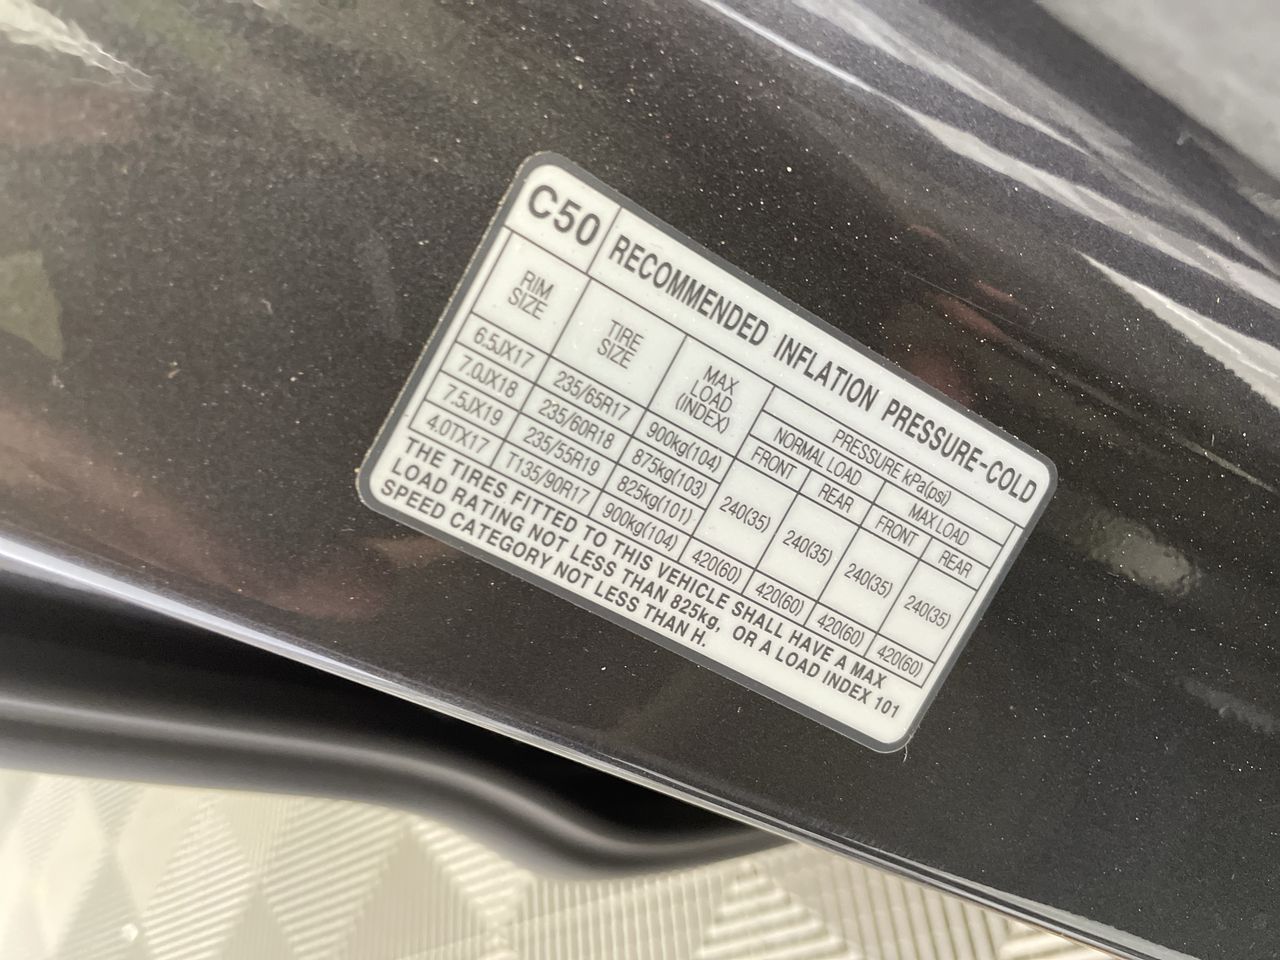 C50 RECOMMENDED INFLATION PRESSURE-COLD
RIM SIZE TIRE SIZE MAX LOAD (INDEX) PRESSURE kPa(psi)
NORMAL LOAD MAX LOAD
FRONT REAR FRONT REAR
6.5JX17 235/65R17 900kg(104) 240(35) 240(35) 240(35) 240(35)
7.0JX18 235/60R18 875kg(103)
7.5JX19 235/55R19 825kg(101)
4.0TX17 T135/90R17 900kg(104) 420(60) 420(60) 420(60) 420(60)
THE TIRES FITTED TO THIS VEHICLE SHALL HAVE A MAX
LOAD RATING NOT LESS THAN 825kg, OR A LOAD INDEX 101
SPEED CATEGORY NOT LESS THAN H.